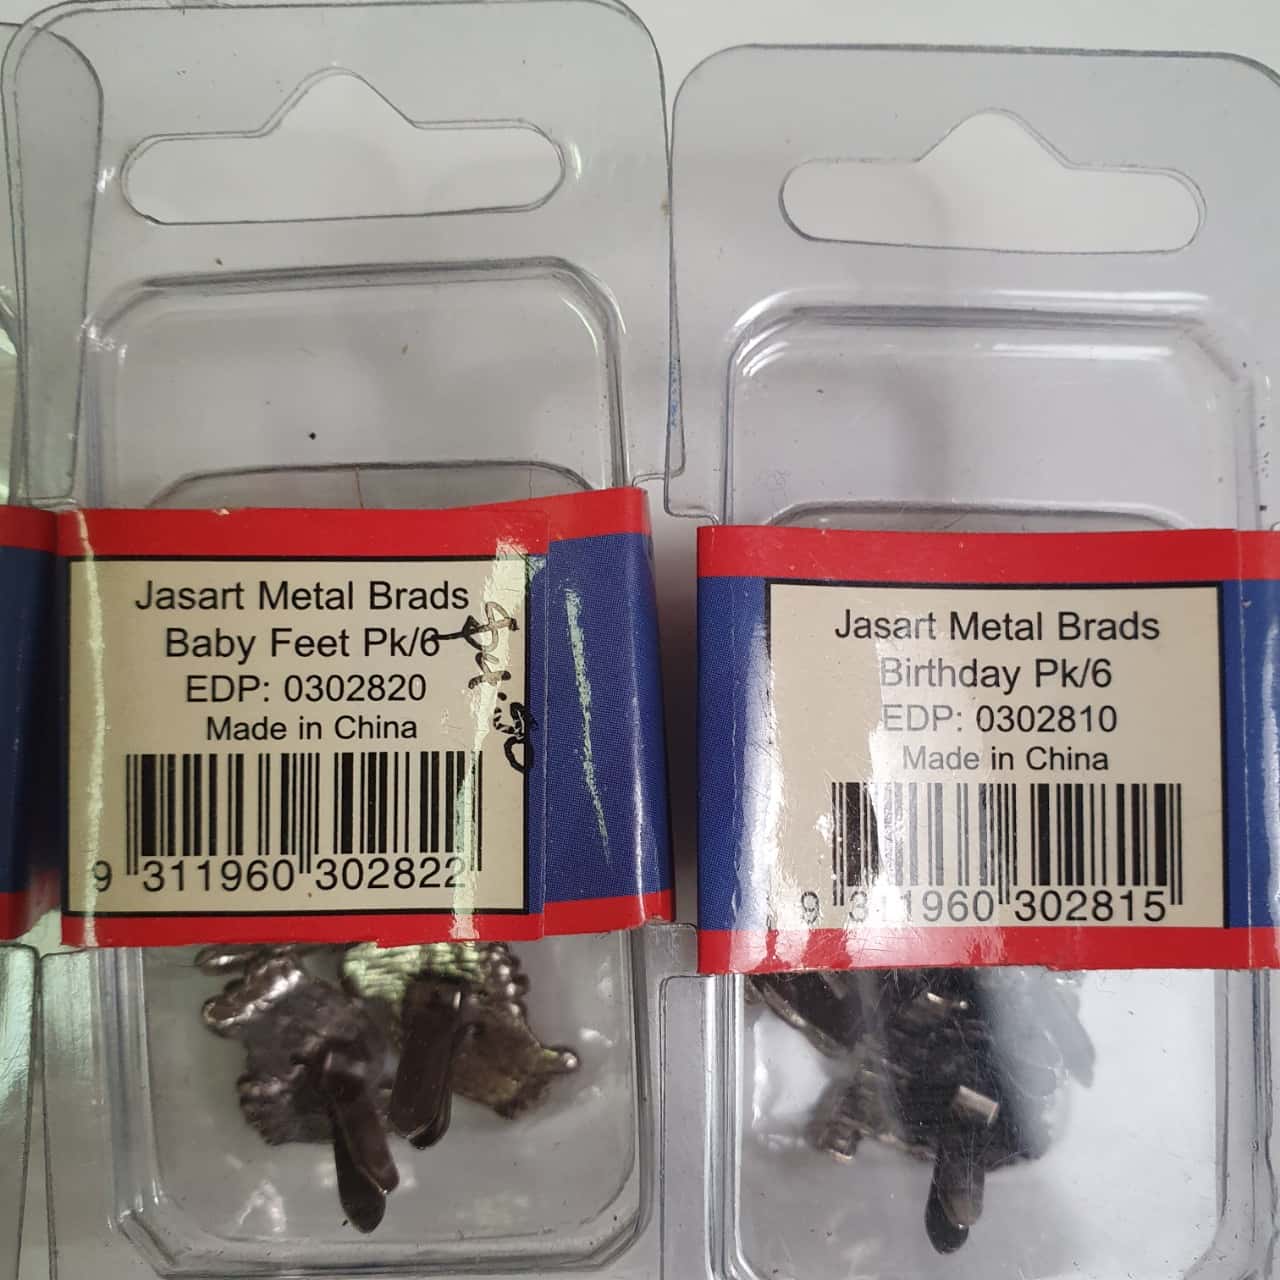 Jasart Metal Brads
Baby Feet Pk/6
EDP: 0302820
Made in China
9 311960 302822
Jasart Metal Brads
Birthday Pk/6
EDP: 0302810
Made in China
9 311960 302815